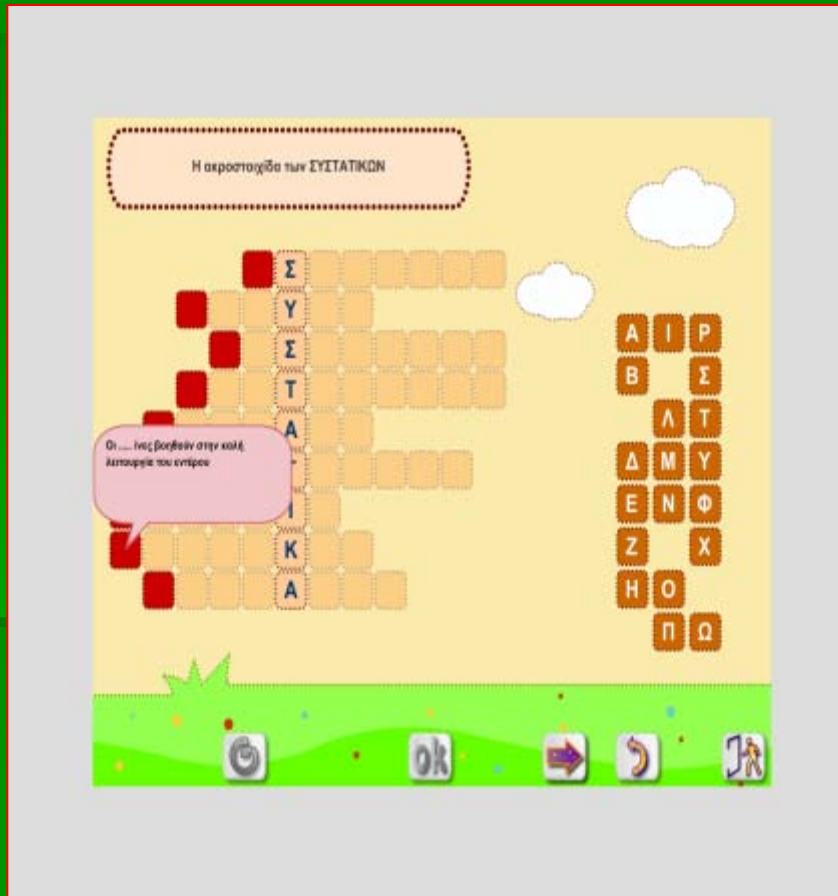 Η ακροστοιχίδα των ΣΥΣΤΑΤΙΚΩΝ
Σ
Υ
Σ
Τ
Α
Οι ..... ίνες βοηθούν στην καλή
λειτουργία του εντέρου
Ι
Κ
Α
Α Ι Ρ
Β Σ
Λ Τ
Δ Μ Υ
Ε Ν Φ
Ζ Χ
Η Ο
Π Ω
ok